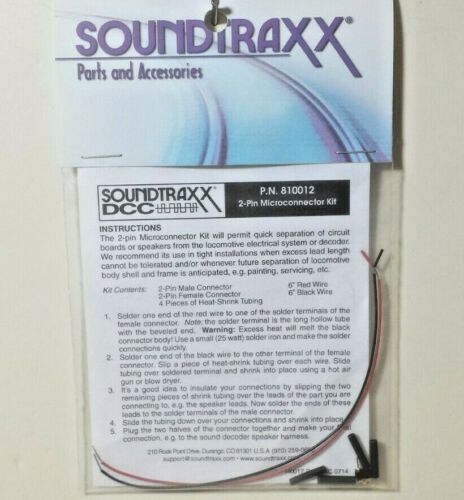 SOUNDTRAXX®
Parts and Accessories
SOUNDTRAXX®
DCC
P.N. 810012
2-Pin Microconnector Kit
INSTRUCTIONS
The 2-pin Microconnector Kit will permit quick separation of circuit
boards or speakers from the locomotive electrical system or decoder.
We recommend its use in tight installations when excess lead length
cannot be tolerated and/or whenever future separation of locomotive
body shell and frame is anticipated, e.g. painting, servicing, etc.
Kit Contents: 2-Pin Male Connector 6" Red Wire
2-Pin Female Connector 6" Black Wire
4 Pieces of Heat-Shrink Tubing
1. Solder one end of the red wire to one of the solder terminals of the
female connector. Note: the solder terminal is the long hollow tube
with the beveled end. Warning: Excess heat will melt the black
connector body! Use a small (25 watt) solder iron and make the solder
connections quickly.
2. Solder one end of the black wire to the other terminal of the female
connector. Slip a piece of heat-shrink tubing over each wire. Slide
tubing over soldered terminal and shrink into place using a hot air
gun or blow dryer.
3. It's a good idea to insulate your connections by slipping the two
remaining pieces of shrink tubing over the leads of the part you are
connecting to, e.g. the speaker leads. Now solder the ends of these
leads to the solder terminals of the male connector.
4. Slide the tubing down over your connections and shrink into place
5. Plug the two halves of the connector together and make your final
connection, e.g. to the sound decoder speaker harness.
210 Rock Point Drive, Durango, CO 81301 U.S.A (970) 259-0
support@soundtraxx.com • www.soundtraxx.com
0714